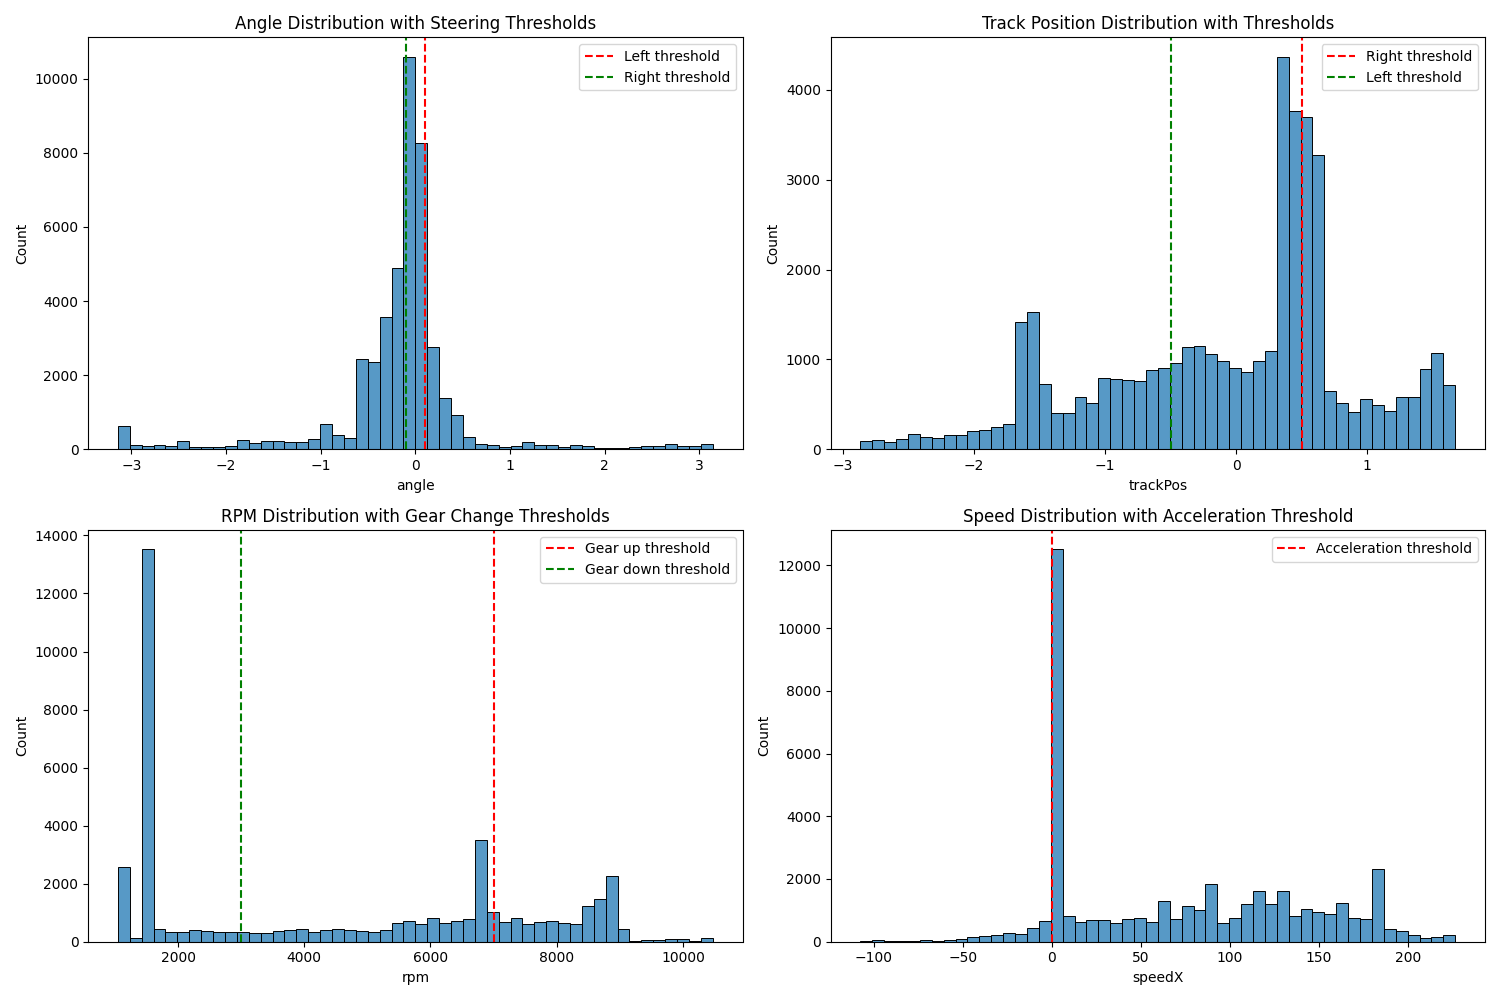 Angle Distribution with Steering Thresholds
Left threshold
Right threshold
10000
8000
6000
4000
2000
0
Count
−3
−2
−1
0
1
2
3
angle
Track Position Distribution with Thresholds
Right threshold
Left threshold
4000
3000
2000
1000
0
Count
−3
−2
−1
0
1
trackPos
RPM Distribution with Gear Change Thresholds
Gear up threshold
Gear down threshold
14000
12000
10000
8000
6000
4000
2000
0
Count
2000
4000
6000
8000
10000
rpm
Speed Distribution with Acceleration Threshold
Acceleration threshold
12000
10000
8000
6000
4000
2000
0
Count
−100
−50
0
50
100
150
200
speedX